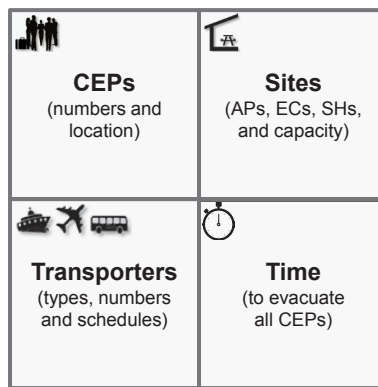 CEPs
(numbers and
location)
Sites
(APs, ECs, SHs,
and capacity)
Transporters
(types, numbers
and schedules)
Time
(to evacuate
all CEPs)